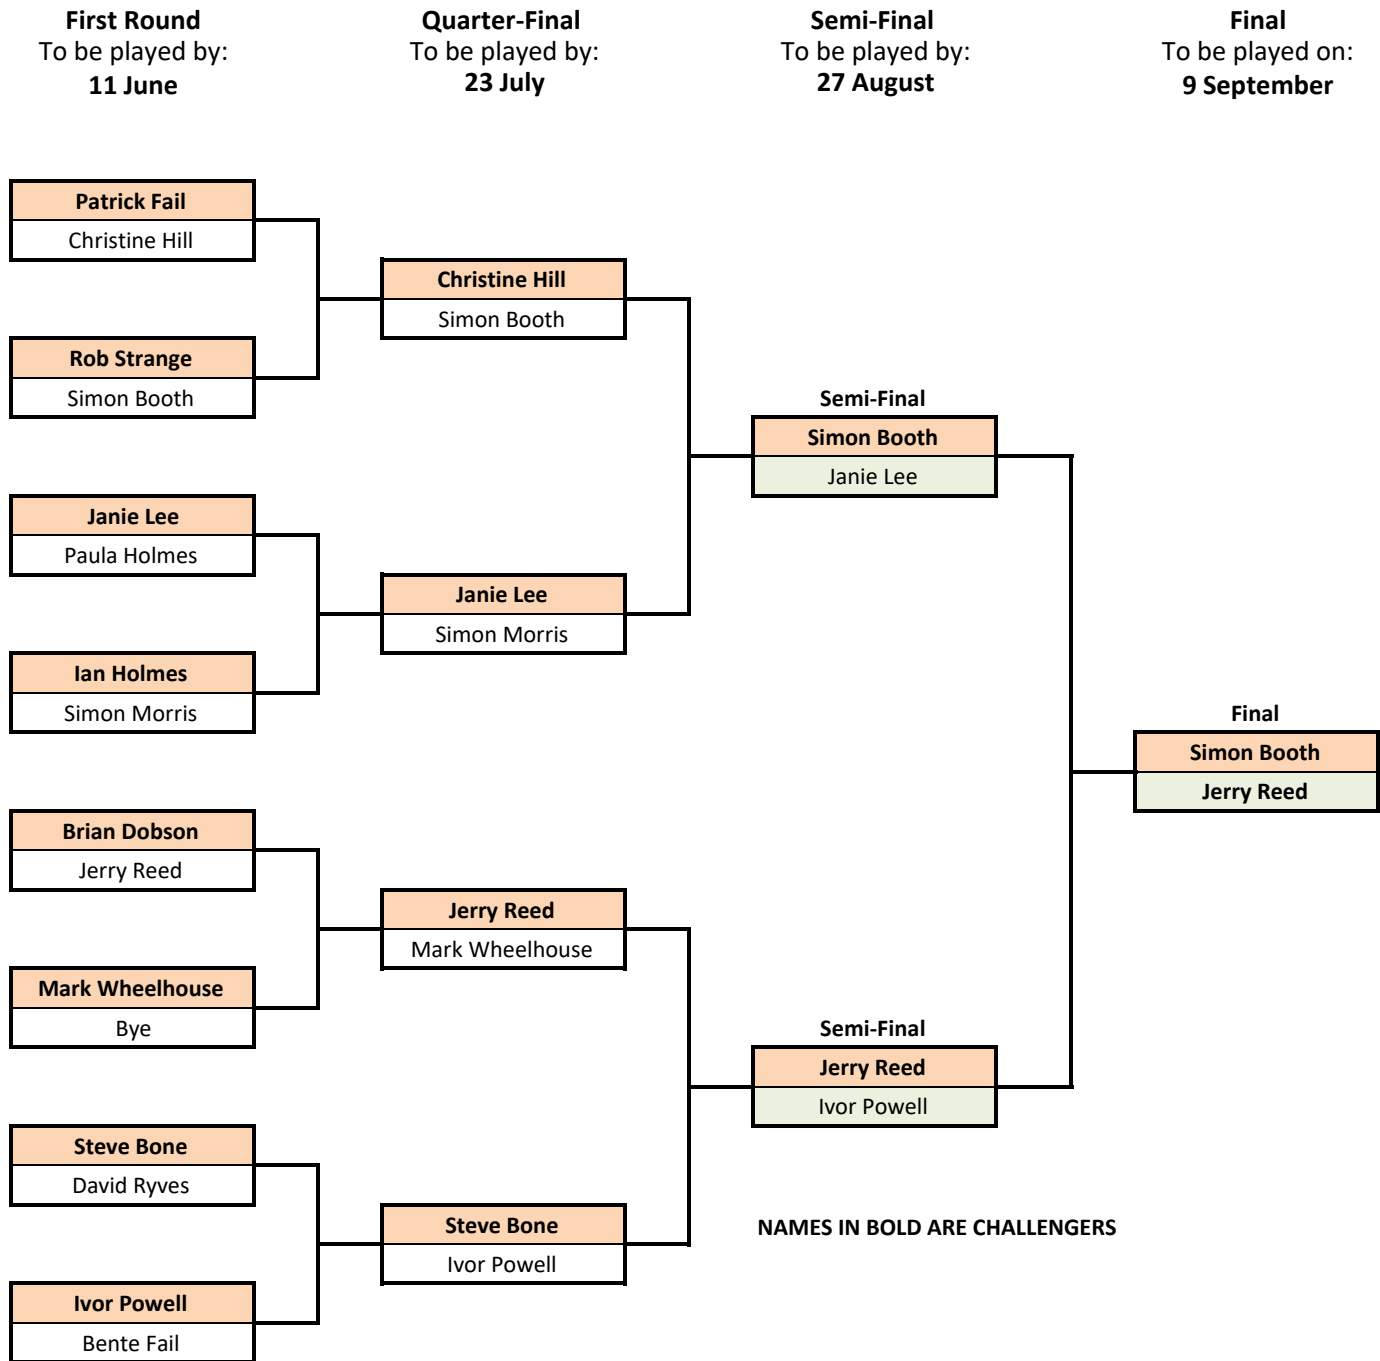 First Round
To be played by:
11 June
Quarter-Final
To be played by:
23 July
Semi-Final
To be played by:
27 August
Final
To be played on:
9 September
Patrick Fail
Christine Hill
Rob Strange
Simon Booth
Janie Lee
Paula Holmes
Ian Holmes
Simon Morris
Brian Dobson
Jerry Reed
Mark Wheelhouse
Bye
Steve Bone
David Ryves
Ivor Powell
Bente Fail
Christine Hill
Simon Booth
Janie Lee
Simon Morris
Jerry Reed
Mark Wheelhouse
Steve Bone
Ivor Powell
Semi-Final
Simon Booth
Janie Lee
Semi-Final
Jerry Reed
Ivor Powell
NAMES IN BOLD ARE CHALLENGERS
Final
Simon Booth
Jerry Reed